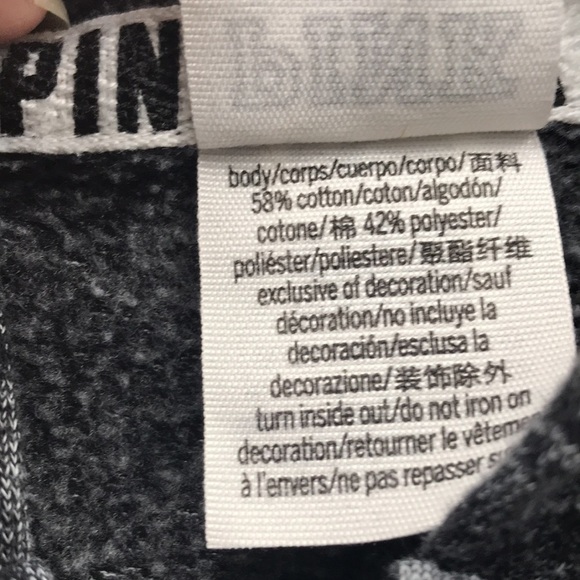 PIN
PINK
body/corps/cuerpo/corpo/面料
58% cotton/coton/algodón/
cotone/棉 42% polyester/
poliéster/poliestere/聚酯纤维
exclusive of decoration/sauf
décoration/no incluye la
decoración/esclusa la
decorazione/装饰除外
turn inside out/do not iron on
decoration/retourner le vêteme
à l'envers/ne pas repasser s